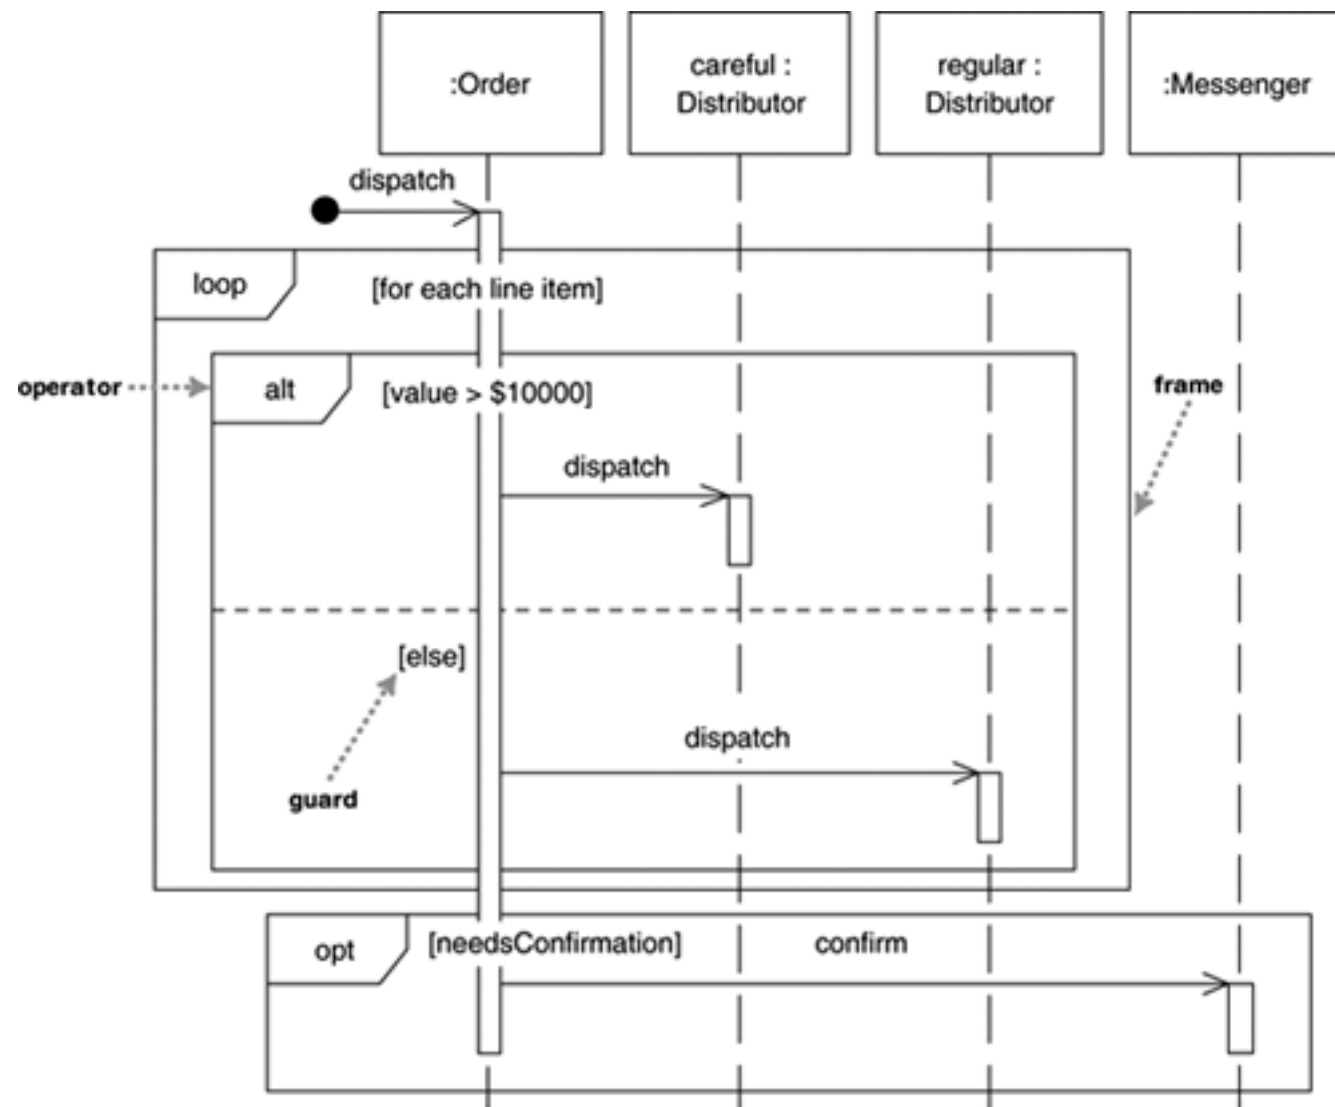 :Order
careful :
Distributor
regular :
Distributor
:Messenger
dispatch
loop
[for each line item]
operator
alt
[value > $10000]
frame
dispatch
[else]
dispatch
guard
opt
[needsConfirmation]
confirm